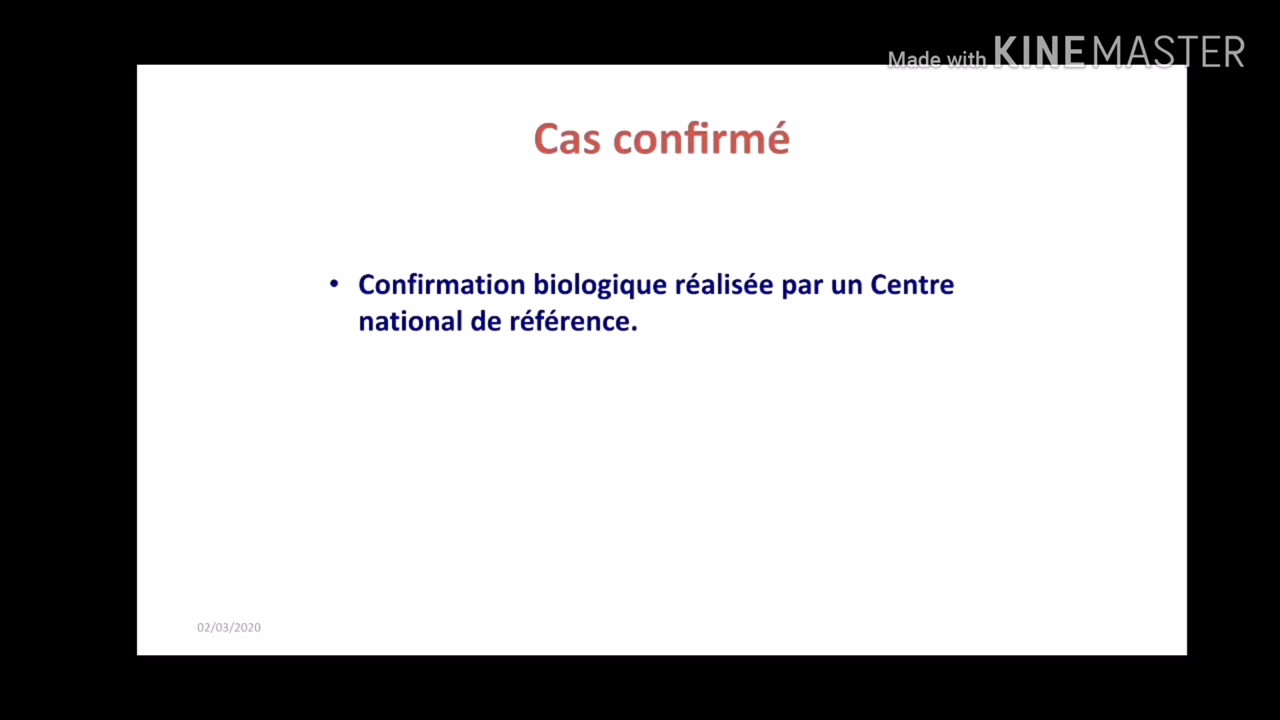 Made with KINEMASTER
Cas confirmé
• Confirmation biologique réalisée par un Centre
national de référence.
02/03/2020